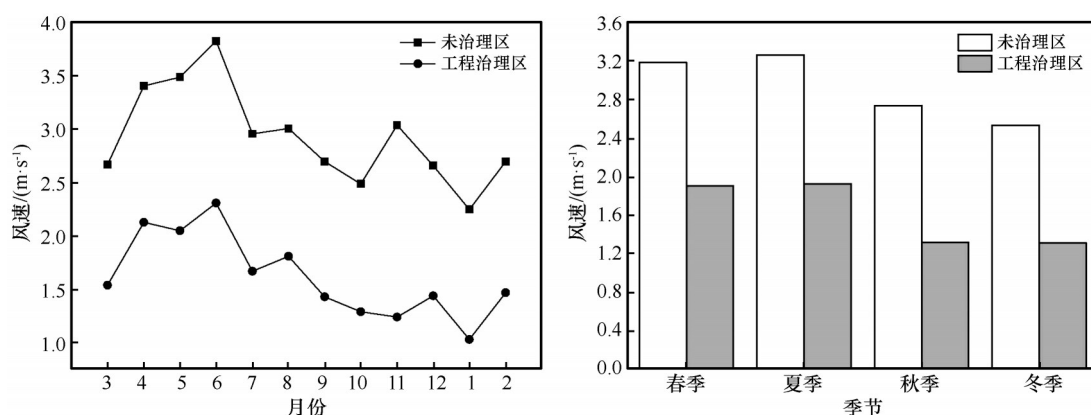 4.0
3.5
3.0
2.5
2.0
1.5
1.0
风速/(m·s⁻¹)
未治理区
工程治理区
3 4 5 6 7 8 9 10 11 12 1 2
月份
3.6
3.2
2.8
2.4
2.0
1.6
1.2
0.8
0.4
0.0
风速/(m·s⁻¹)
未治理区
工程治理区
春季 夏季 秋季 冬季
季节